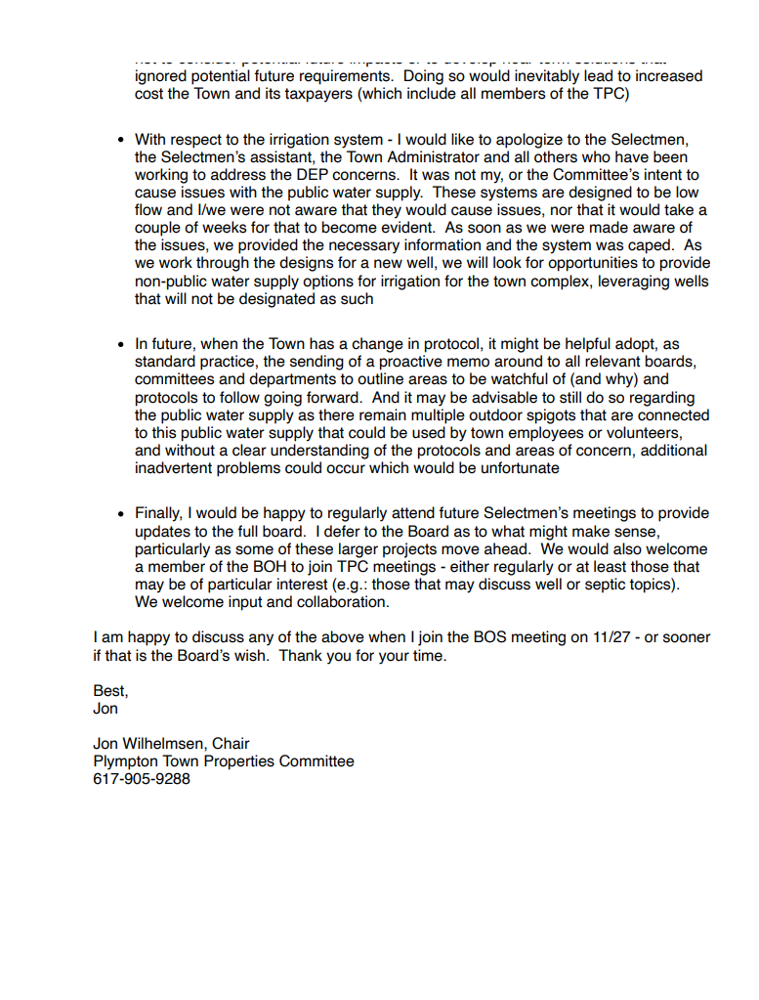 ignored potential future requirements.  Doing so would inevitably lead to increased
cost the Town and its taxpayers (which include all members of the TPC)
• With respect to the irrigation system - I would like to apologize to the Selectmen,
the Selectmen's assistant, the Town Administrator and all others who have been
working to address the DEP concerns.  It was not my, or the Committee's intent to
cause issues with the public water supply.  These systems are designed to be low
flow and I/we were not aware that they would cause issues, nor that it would take a
couple of weeks for that to become evident.  As soon as we were made aware of
the issues, we provided the necessary information and the system was caped.  As
we work through the designs for a new well, we will look for opportunities to provide
non-public water supply options for irrigation for the town complex, leveraging wells
that will not be designated as such
• In future, when the Town has a change in protocol, it might be helpful adopt, as
standard practice, the sending of a proactive memo around to all relevant boards,
committees and departments to outline areas to be watchful of (and why) and
protocols to follow going forward.  And it may be advisable to still do so regarding
the public water supply as there remain multiple outdoor spigots that are connected
to this public water supply that could be used by town employees or volunteers,
and without a clear understanding of the protocols and areas of concern, additional
inadvertent problems could occur which would be unfortunate
• Finally, I would be happy to regularly attend future Selectmen's meetings to provide
updates to the full board.  I defer to the Board as to what might make sense,
particularly as some of these larger projects move ahead.  We would also welcome
a member of the BOH to join TPC meetings - either regularly or at least those that
may be of particular interest (e.g.: those that may discuss well or septic topics).
We welcome input and collaboration.
I am happy to discuss any of the above when I join the BOS meeting on 11/27 - or sooner
if that is the Board's wish.  Thank you for your time.
Best,
Jon
Jon Wilhelmsen, Chair
Plympton Town Properties Committee
617-905-9288